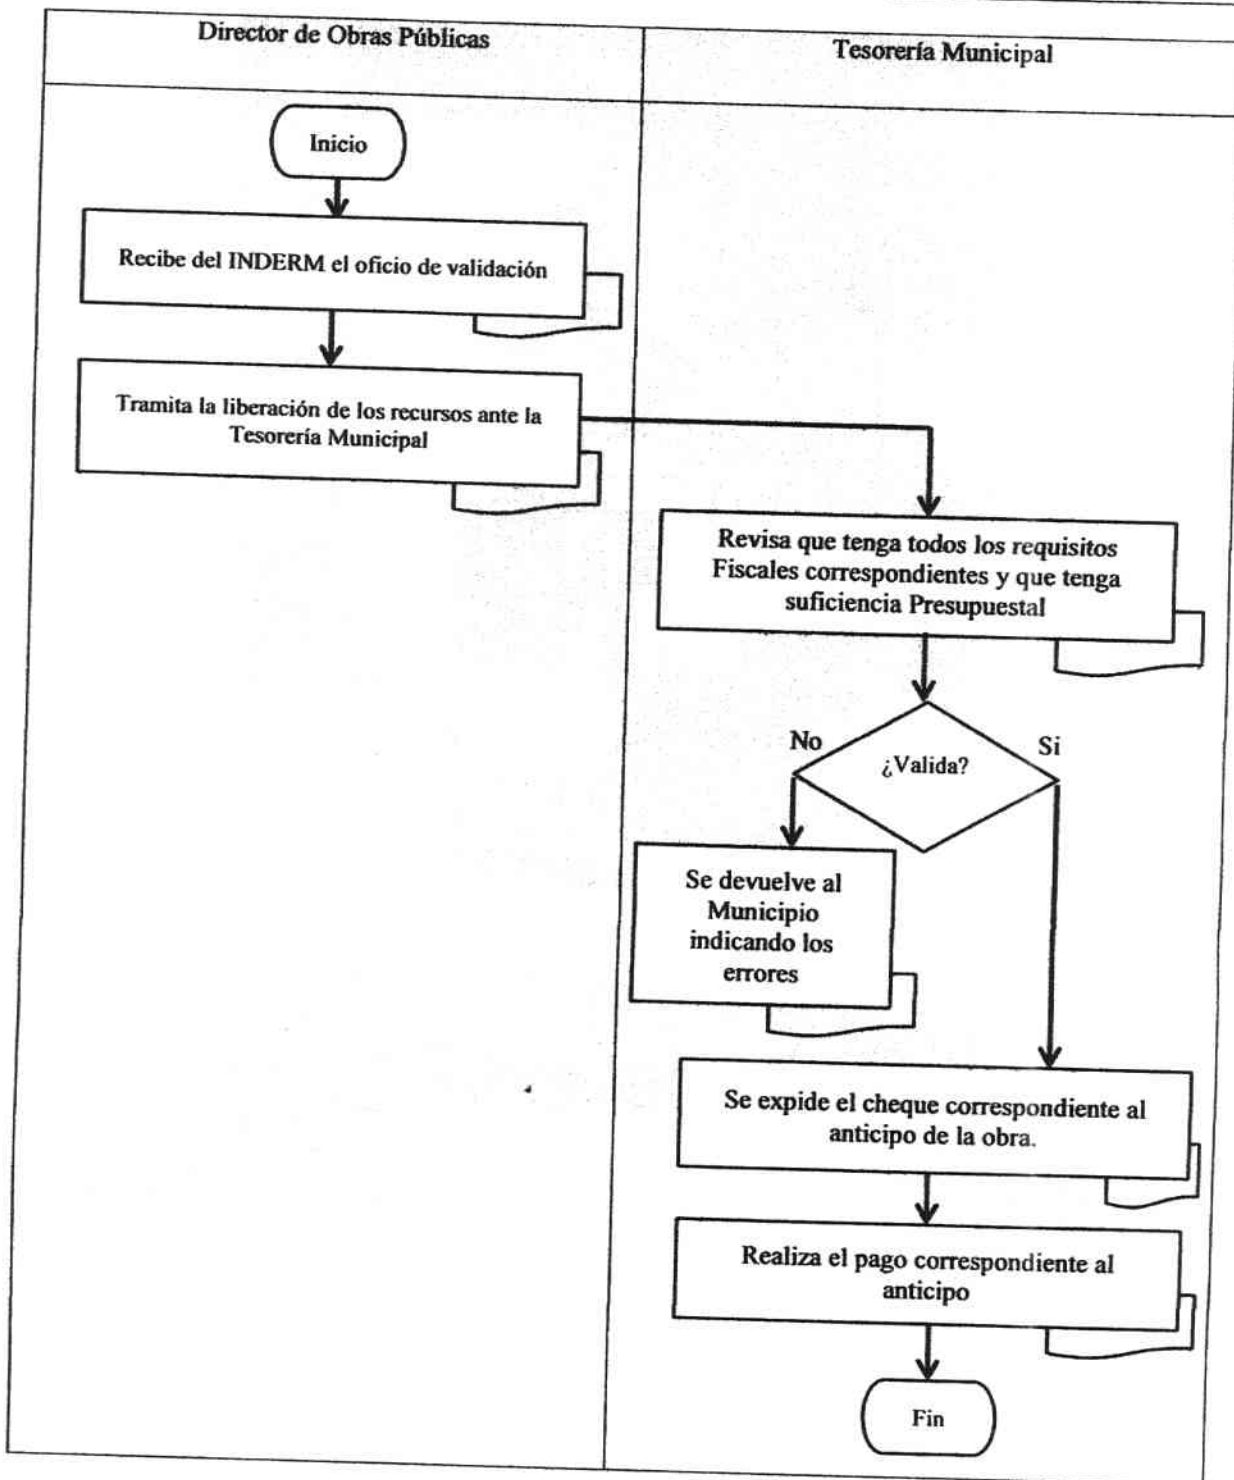 Director de Obras Públicas
Tesorería Municipal
Inicio
Recibe del INDERM el oficio de validación
Tramita la liberación de los recursos ante la
Tesorería Municipal
Revisa que tenga todos los requisitos
Fiscales correspondientes y que tenga
suficiencia Presupuestal
No
¿Valida?
Si
Se devuelve al
Municipio
indicando los
errores
Se expide el cheque correspondiente al
anticipo de la obra.
Realiza el pago correspondiente al
anticipo
Fin